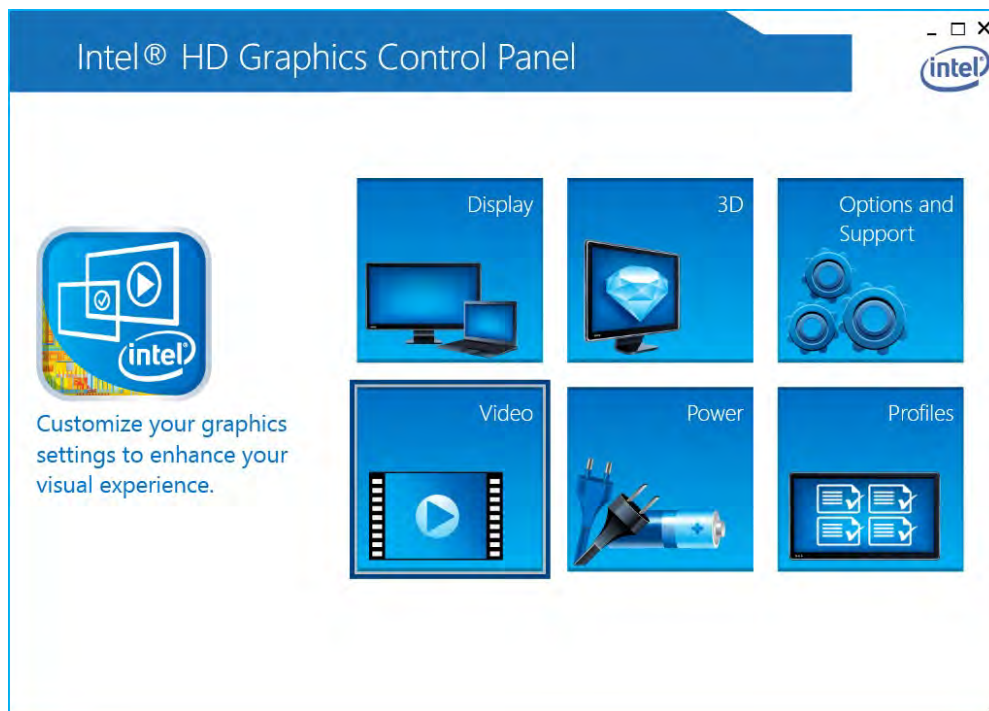 Intel® HD Graphics Control Panel
intel
Display
3D
Options and
Support
intel
Customize your graphics
settings to enhance your
visual experience.
Video
Power
Profiles